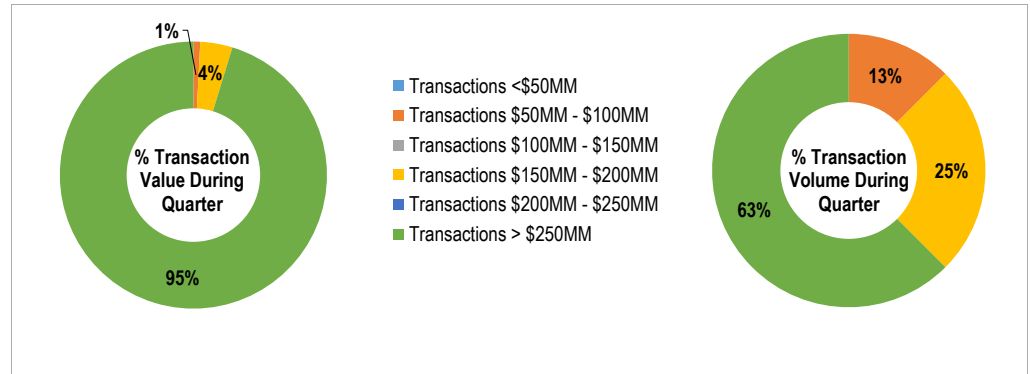 1%
4%
% Transaction
Value During
Quarter
95%
Transactions <$50MM
Transactions $50MM - $100MM
Transactions $100MM - $150MM
Transactions $150MM - $200MM
Transactions $200MM - $250MM
Transactions > $250MM
13%
% Transaction
Volume During
Quarter
25%
63%